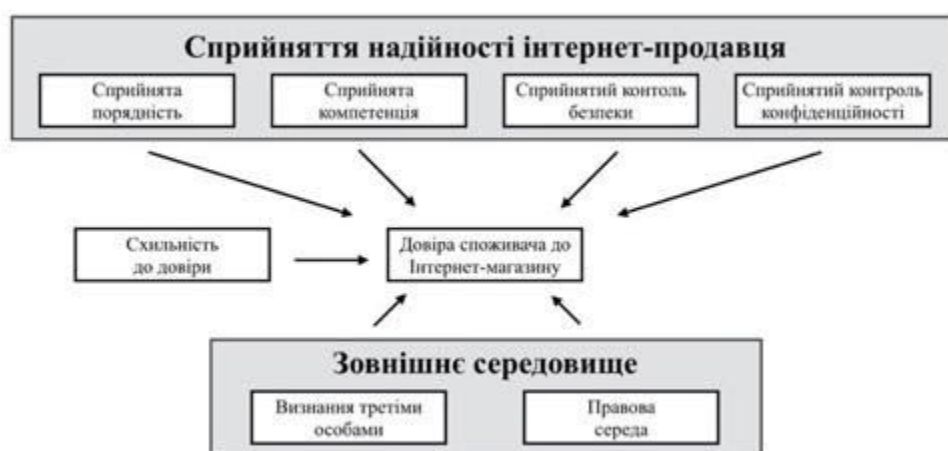 Сприйняття надійності інтернет-продавця
Сприйнята
порядність
Сприйнята
компетенція
Сприйнятий контоль
безпеки
Сприйнятий контроль
конфіденційності
Схильність
до довіри
Довіра споживача до
Інтернет-магазину
Зовнішнє середовище
Визнання третіми
особами
Правова
середа